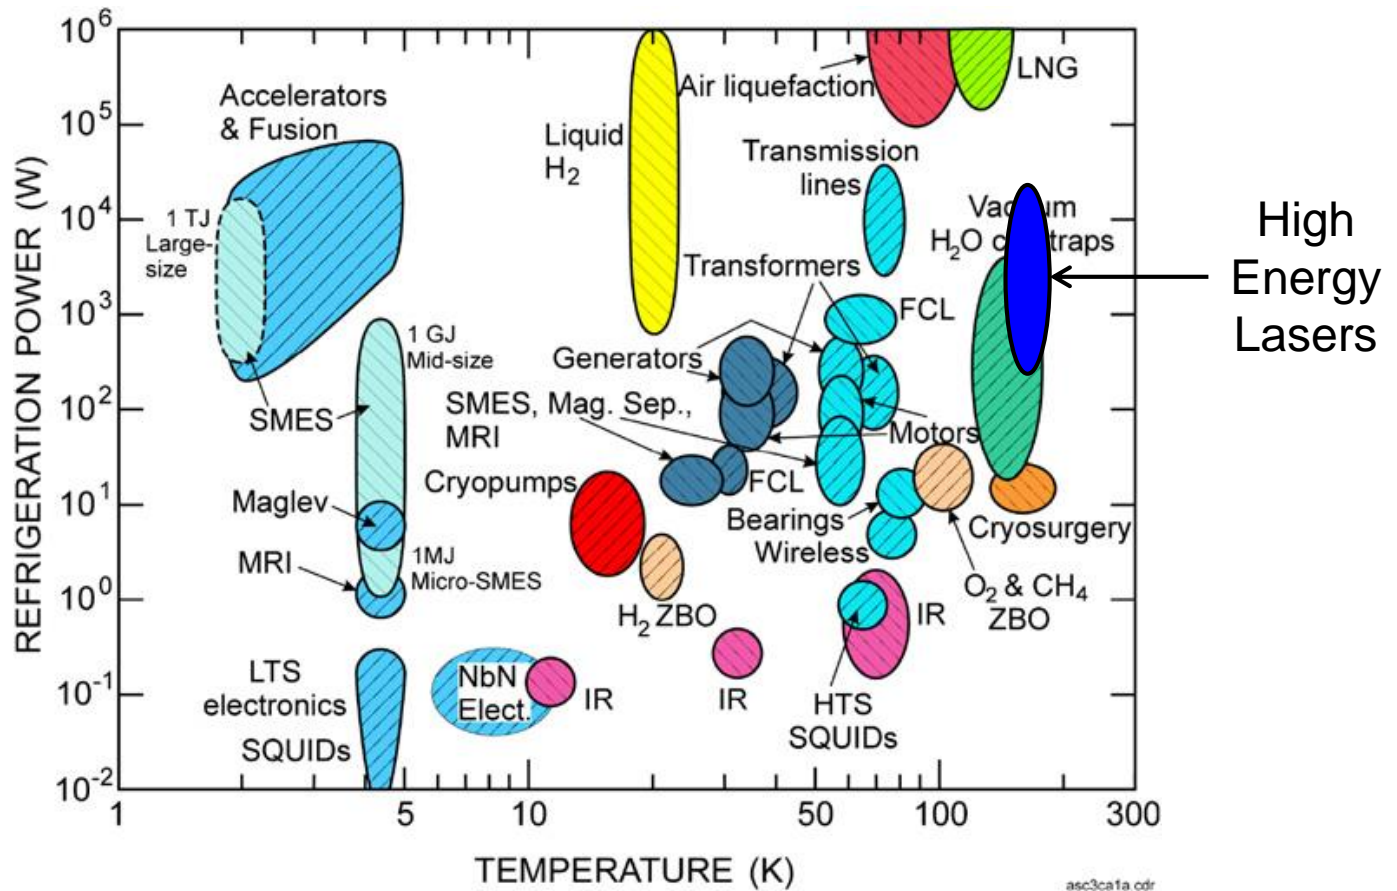 REFRIGERATION POWER (W)
10^6
10^5
10^4
10^3
10^2
10^1
10^0
10^-1
10^-2
Accelerators
& Fusion
1 TJ
Large-
size
SMES
1 GJ
Mid-size
Maglev
MRI
1MJ
Micro-SMES
LTS
electronics
SQUIDs
NbN
Elect.
IR
Liquid
H2
Generators
SMES, Mag. Sep.,
MRI
Cryopumps
H2 ZBO
IR
FCL
Air liquefaction
LNG
Transmission
lines
Transformers
FCL
Motors
Bearings
Wireless
HTS
SQUIDs
IR
O2 & CH4
ZBO
Cryosurgery
H2O
traps
High
Energy
Lasers
1
5
10
50
100
300
TEMPERATURE (K)
asc3ca1a.cdr